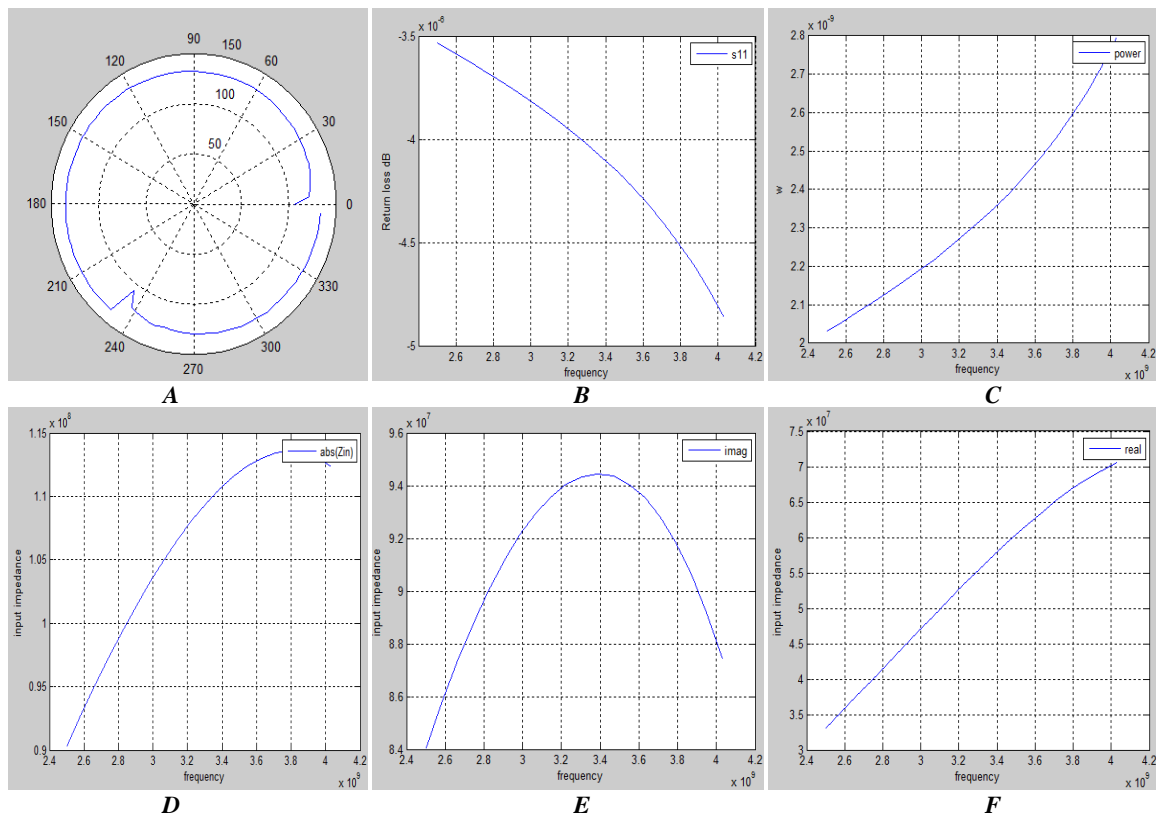 90
150
120
60
100
150
30
50
180
0
210
330
240
300
270
A
x 10^-6
-3.5
s11
-4
Return loss dB
-4.5
-5
2.6 2.8 3 3.2 3.4 3.6 3.8 4 4.2
frequency
x 10^9
B
x 10^-9
2.8
power
2.7
2.6
2.5
w
2.4
2.3
2.2
2.1
2
2.4 2.6 2.8 3 3.2 3.4 3.6 3.8 4 4.2
frequency
x 10^9
C
x 10^8
1.15
abs(Zin)
1.1
1.05
input impedance
1
0.95
0.9
2.4 2.6 2.8 3 3.2 3.4 3.6 3.8 4 4.2
frequency
x 10^9
D
x 10^7
9.6
imag
9.4
9.2
input impedance
9
8.8
8.6
8.4
2.4 2.6 2.8 3 3.2 3.4 3.6 3.8 4 4.2
frequency
x 10^9
E
x 10^7
7.5
real
7
6.5
6
5.5
input impedance
5
4.5
4
3.5
3
2.4 2.6 2.8 3 3.2 3.4 3.6 3.8 4 4.2
frequency
x 10^9
F